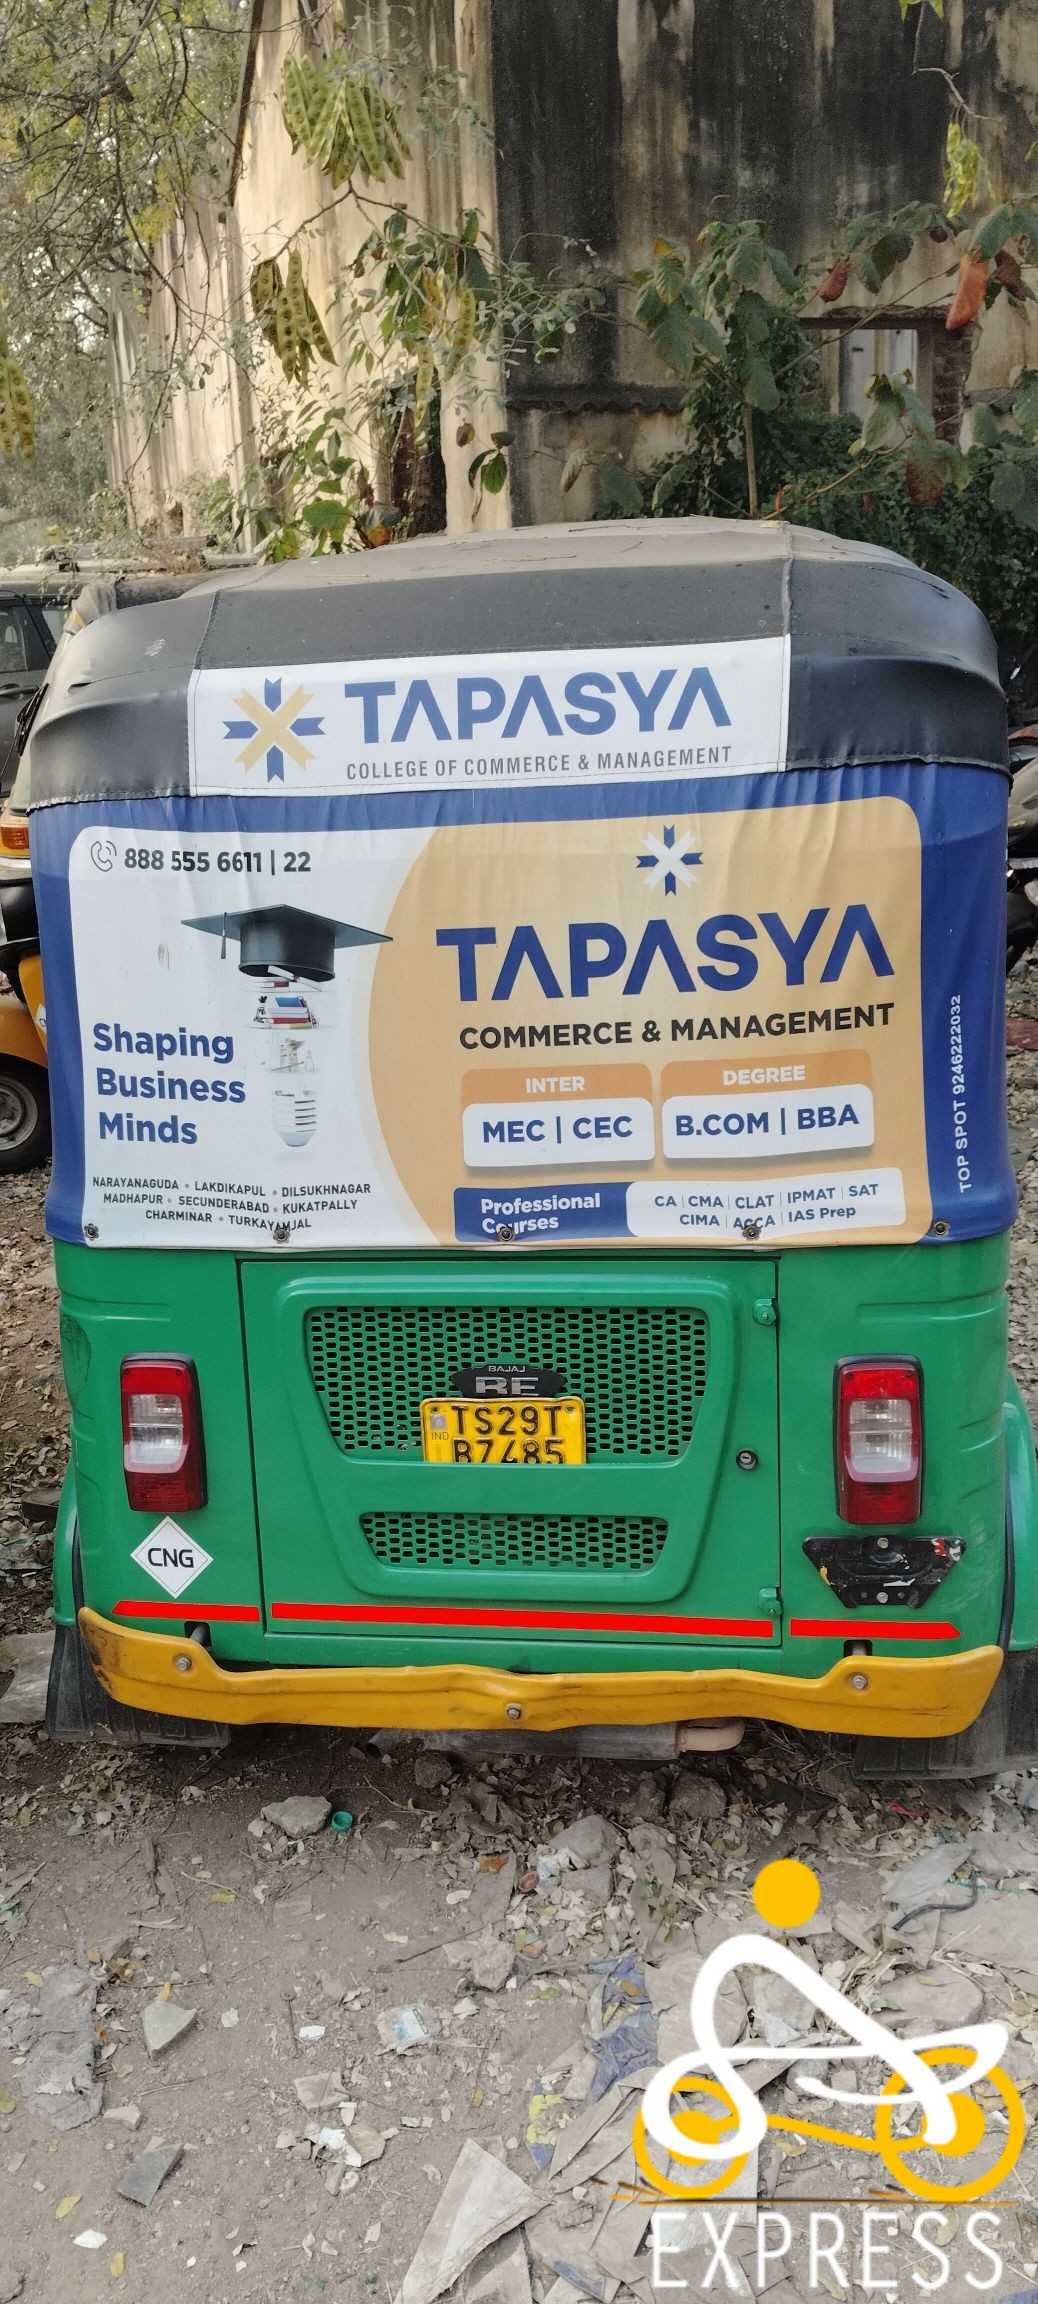 TAPASYA
COLLEGE OF COMMERCE & MANAGEMENT
888 555 6611 | 22
Shaping
Business
Minds
NARAYANAGUDA • LAKDIKAPUL • DILSUKHNAGAR
MADHAPUR • SECUNDERABAD • KUKATPALLY
CHARMINAR • TURKAYAMJAL
TAPASYA
COMMERCE & MANAGEMENT
INTER
MEC | CEC
DEGREE
B.COM | BBA
Professional
Courses
CA | CMA | CLAT | IPMAT | SAT
CIMA | ACCA | IAS Prep
TOP SPOT 9246222032
BAJAJ
RE
IND
TS29T
B7485
CNG
EXPRESS